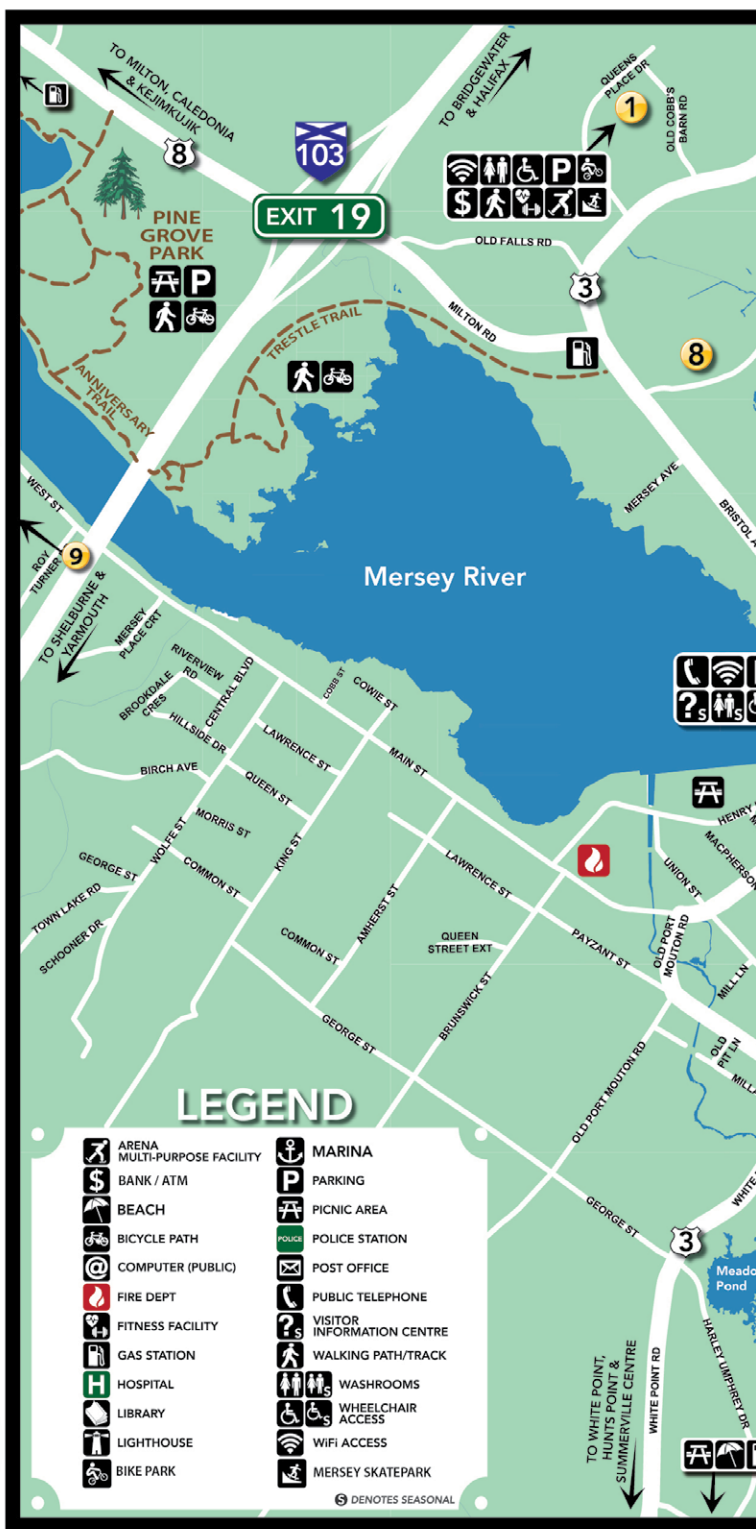 TO MILTON, CALEDONIA
& KEJIMKUJIK
8
103
EXIT 19
TO BRIDGEWATER
& HALIFAX
QUEENS
PLACE DR
1
OLD COBB'S
BARN RD
P
$
PINE
GROVE
PARK
P
OLD FALLS RD
3
MILTON RD
TRESTLE TRAIL
8
ANNIVERSARY
TRAIL
MERSEY AVE
BRISTOL A
WEST ST
ROY
TURNER
9
TO SHELBURNE &
YARMOUTH
Mersey River
MERSEY
PLACE CRT
RIVERVIEW
RD
BROOKDALE
CRES
CENTRAL BLVD
HILLSIDE DR
COBB ST
COWIE ST
LAWRENCE ST
MAIN ST
BIRCH AVE
QUEEN ST
?S
S
MORRIS ST
WOLFE ST
KING ST
COMMON ST
GEORGE ST
TOWN LAKE RD
SCHOONER DR
HENRY
MACPHERSON
UNION ST
LAWRENCE ST
AMHERST ST
COMMON ST
QUEEN
STREET EXT
PAYZANT ST
OLD PORT
MOUTON RD
MILL LN
BRUNSWICK ST
GEORGE ST
OLD
PIT LN
OLD PORT MOUTON RD
GEORGE ST
WHITE
3
Meado
Pond
HARLEY UMPHREY DR
WHITE POINT RD
TO WHITE POINT,
HUNTS POINT &
SUMMERVILLE CENTRE
LEGEND
ARENA
MULTI-PURPOSE FACILITY
$ BANK / ATM
BEACH
BICYCLE PATH
@ COMPUTER (PUBLIC)
FIRE DEPT
FITNESS FACILITY
GAS STATION
H HOSPITAL
LIBRARY
LIGHTHOUSE
BIKE PARK
MARINA
P PARKING
PICNIC AREA
POLICE POLICE STATION
POST OFFICE
PUBLIC TELEPHONE
?S VISITOR
INFORMATION CENTRE
WALKING PATH/TRACK
S WASHROOMS
S WHEELCHAIR
ACCESS
WiFi ACCESS
MERSEY SKATEPARK
S DENOTES SEASONAL